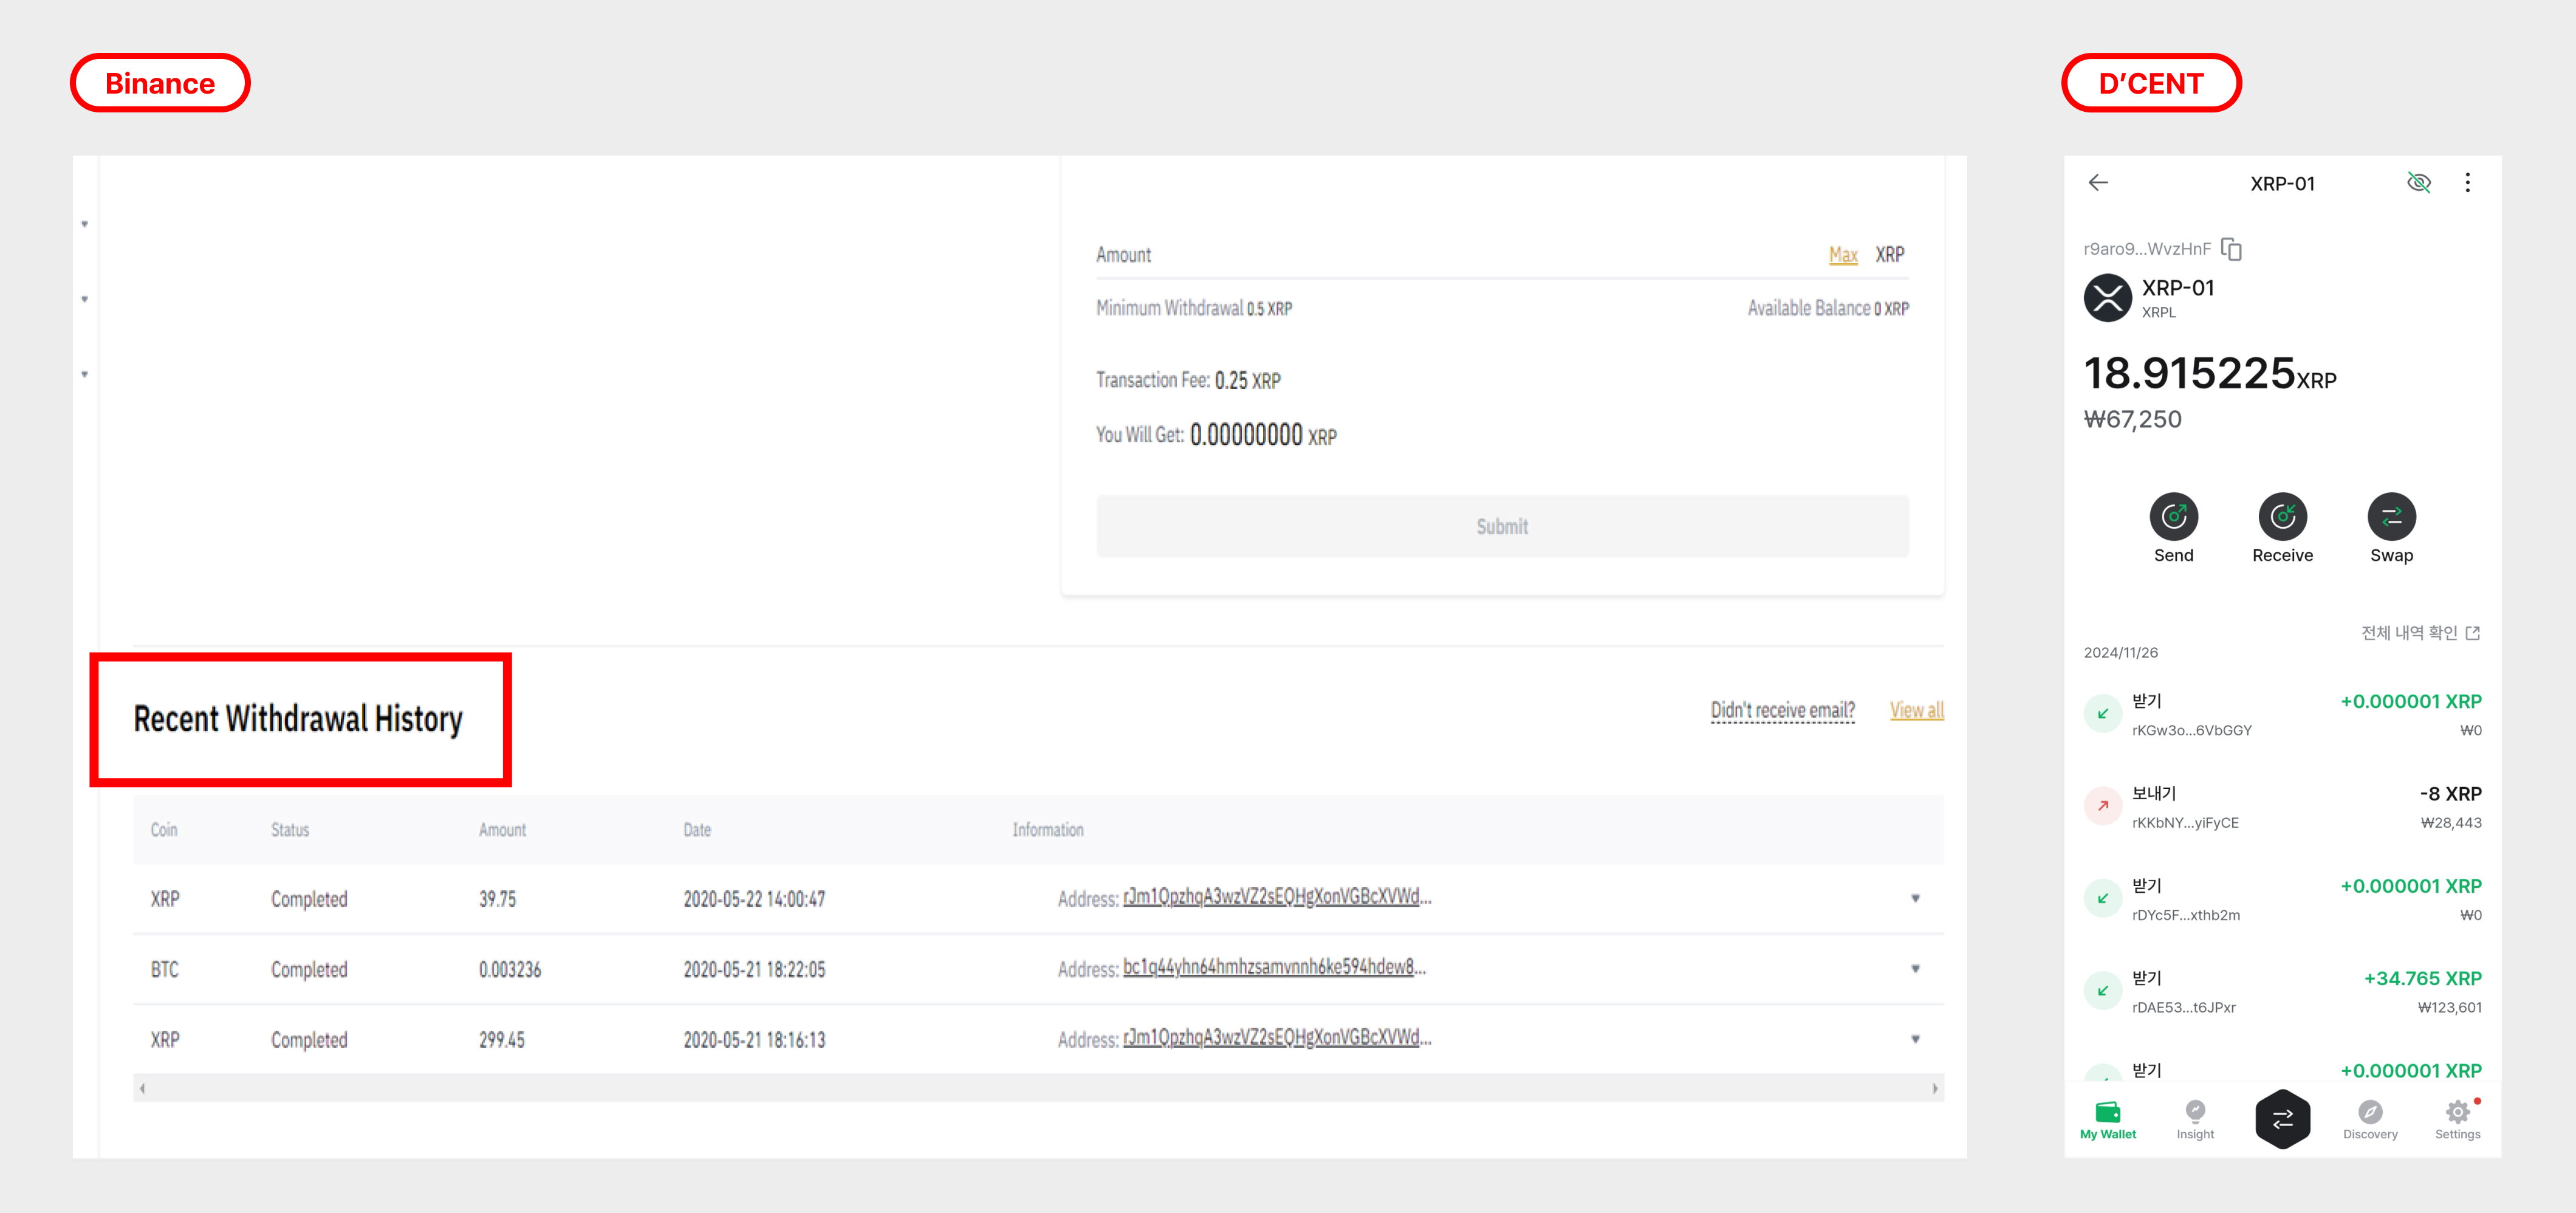 Binance
Amount Max XRP
Minimum Withdrawal 0.5 XRP Available Balance 0 XRP
Transaction Fee: 0.25 XRP
You Will Get: 0.00000000 XRP
Submit
Recent Withdrawal History
Didn't receive email? View all
Coin Status Amount Date Information
XRP Completed 39.75 2020-05-22 14:00:47 Address: rJm1QpzhqA3wzVZ2sEQHgXonVGBcXVWd...
BTC Completed 0.003236 2020-05-21 18:22:05 Address: bc1q44yhn64hmhzsamvnnh6ke594hdew8...
XRP Completed 299.45 2020-05-21 18:16:13 Address: rJm1QpzhqA3wzVZ2sEQHgXonVGBcXVWd...
D'CENT
XRP-01
r9aro9...WvzHnF
XRP-01
XRPL
18.915225XRP
₩67,250
Send Receive Swap
전체 내역 확인
2024/11/26
받기 +0.000001 XRP
rKGw3o...6VbGGY ₩0
보내기 -8 XRP
rKKbNY...yiFyCE ₩28,443
받기 +0.000001 XRP
rDYc5F...xthb2m ₩0
받기 +34.765 XRP
rDAE53...t6JPxr ₩123,601
받기 +0.000001 XRP
My Wallet Insight Discovery Settings